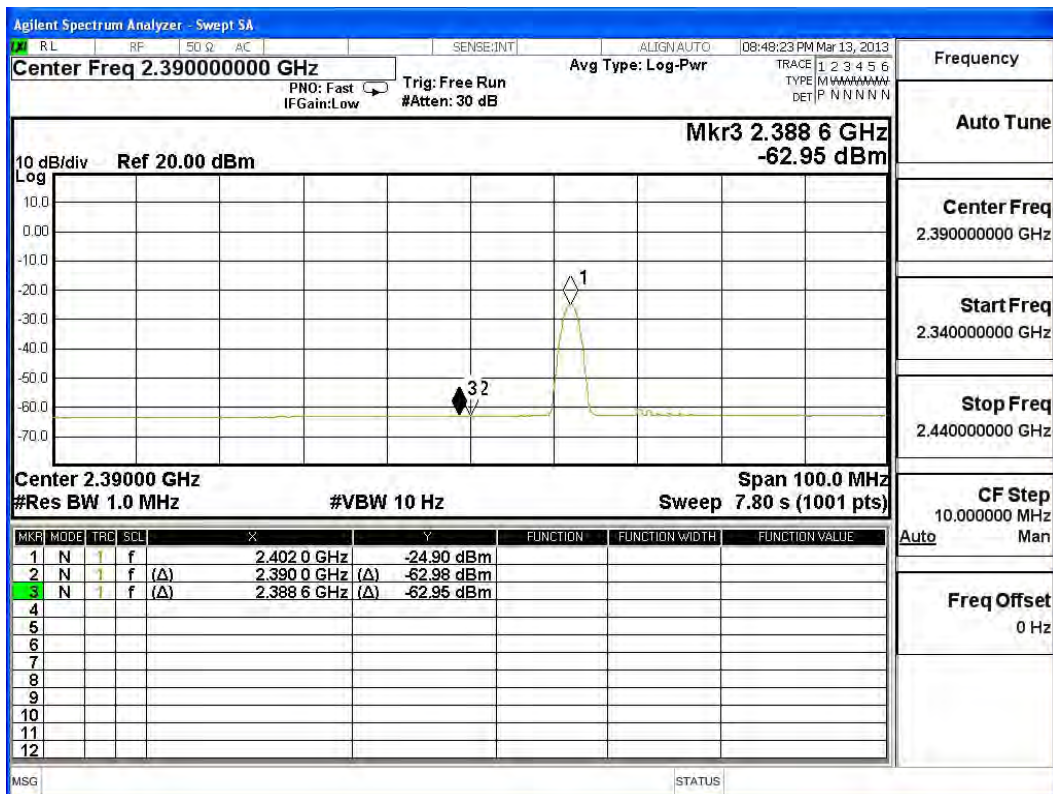 Agilent Spectrum Analyzer - Swept SA
RL RF 50 Ω AC SENSE:INT ALIGN AUTO 08:48:23 PM Mar 13, 2013
Center Freq 2.390000000 GHz
PNO: Fast
IFGain:Low
Trig: Free Run
#Atten: 30 dB
Avg Type: Log-Pwr
TRACE 1 2 3 4 5 6
TYPE M WWWWW
DET P N N N N N
Mkr3 2.388 6 GHz
-62.95 dBm
10 dB/div Ref 20.00 dBm
Log
10.0
0.00
-10.0
-20.0
-30.0
-40.0
-50.0
-60.0
-70.0
1
3 2
Center 2.39000 GHz Span 100.0 MHz
#Res BW 1.0 MHz #VBW 10 Hz Sweep 7.80 s (1001 pts)
MKR MODE TRC SCL X Y FUNCTION FUNCTION WIDTH FUNCTION VALUE
1 N 1 f 2.402 0 GHz -24.90 dBm
2 N 1 f (Δ) 2.390 0 GHz (Δ) -62.98 dBm
3 N 1 f (Δ) 2.388 6 GHz (Δ) -62.95 dBm
4
5
6
7
8
9
10
11
12
MSG STATUS
Frequency
Auto Tune
Center Freq
2.390000000 GHz
Start Freq
2.340000000 GHz
Stop Freq
2.440000000 GHz
CF Step
10.000000 MHz
Auto Man
Freq Offset
0 Hz